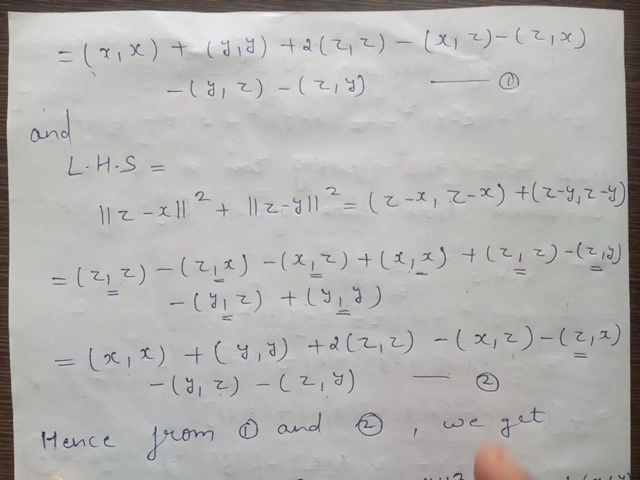 = (x,x) + (y,y) + 2(z,z) - (x,z) - (z,x)
- (y,z) - (z,y) —— ①
and
L.H.S =
||z-x||² + ||z-y||² = (z-x, z-x) + (z-y, z-y)
= (z,z) - (z,x) - (x,z) + (x,x) + (z,z) - (z,y)
- (y,z) + (y,y)
= (x,x) + (y,y) + 2(z,z) - (x,z) - (z,x)
- (y,z) - (z,y) —— ②
Hence from ① and ②, we get